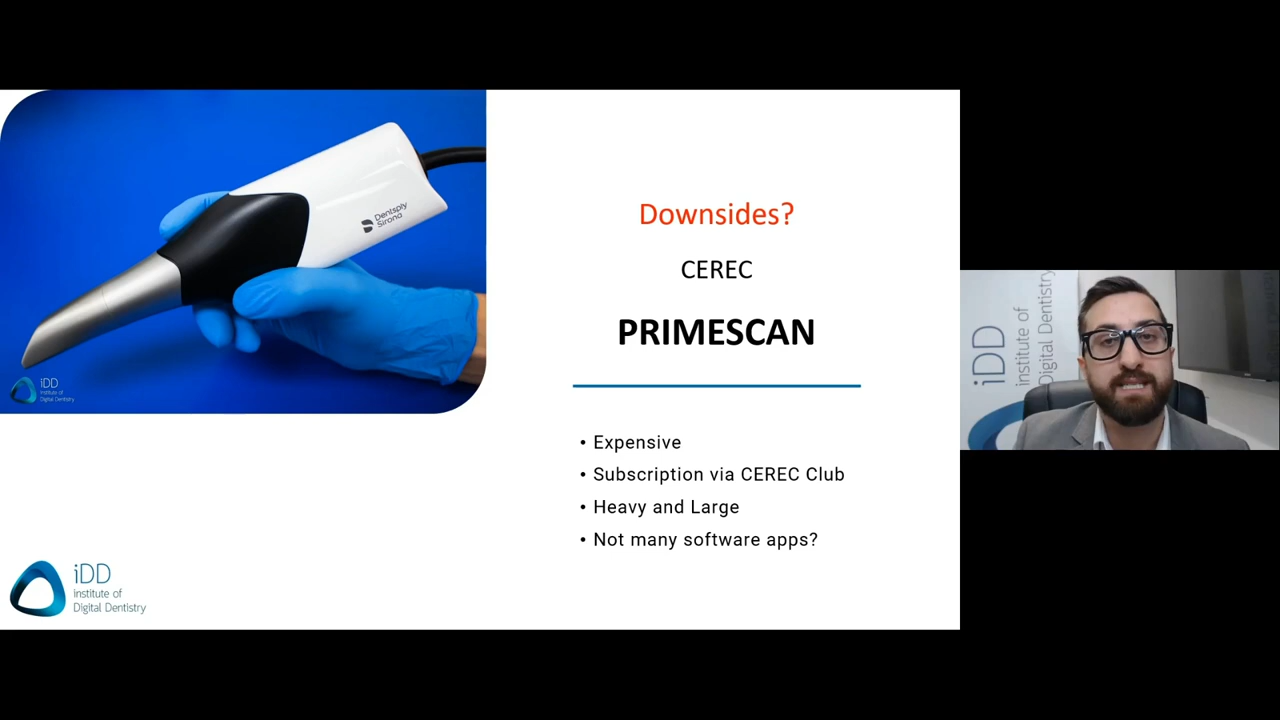 Dentsply
Sirona
iDD
Institute of
Digital Dentistry
Downsides?
CEREC
PRIMESCAN
• Expensive
• Subscription via CEREC Club
• Heavy and Large
• Not many software apps?
iDD
institute of
Digital Dentistry
iDD
institute of
Digital Dentistry